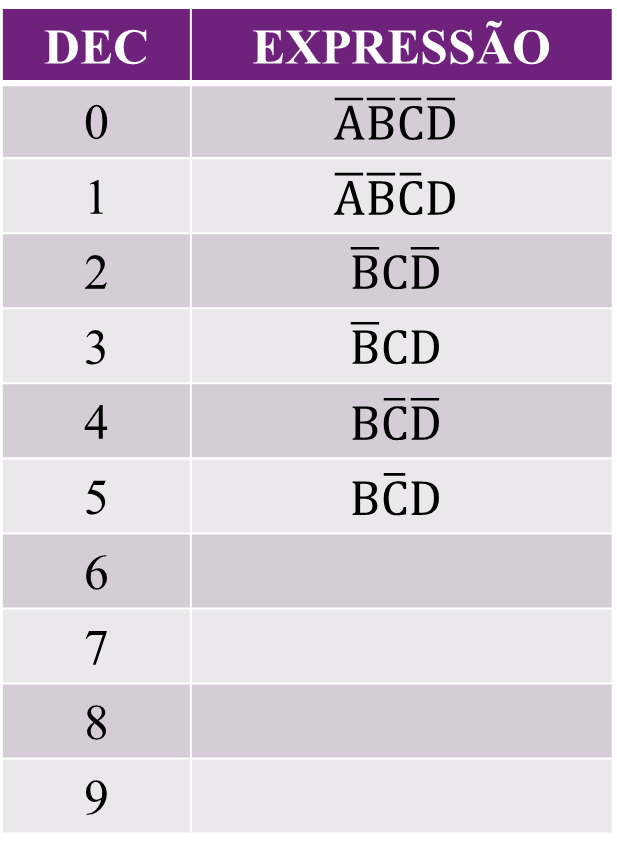 DEC EXPRESSÃO
0 A̅B̅C̅D̅
1 A̅B̅C̅D
2 B̅CD̅
3 B̅CD
4 BC̅D̅
5 BC̅D
6
7
8
9